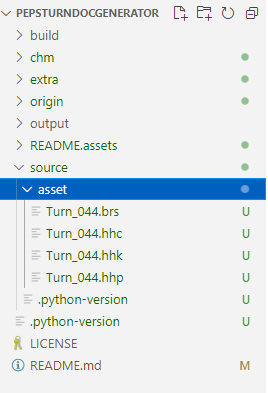 PEPSTURNDOCGENERATOR
build
chm
extra
origin
output
README.assets
source
asset
Turn_044.brs U
Turn_044.hhc U
Turn_044.hhk U
Turn_044.hhp U
.python-version U
.python-version U
LICENSE
README.md M